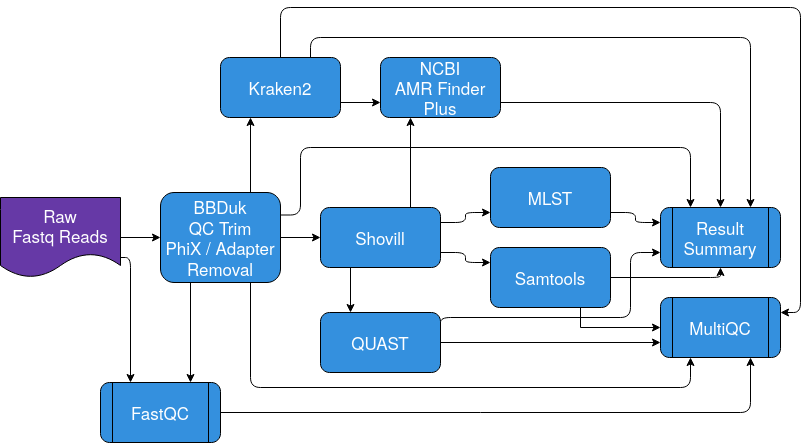 Kraken2
NCBI
AMR Finder
Plus
Raw
Fastq Reads
BBDuk
QC Trim
PhiX / Adapter
Removal
Shovill
MLST
Samtools
Result
Summary
QUAST
MultiQC
FastQC